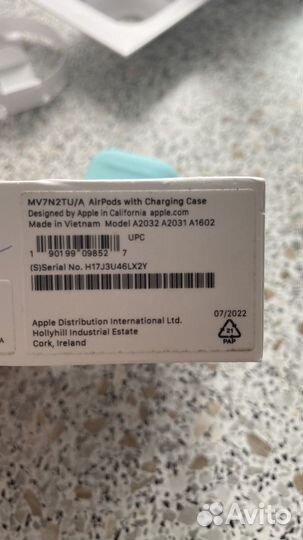 MV7N2TU/A AirPods with Charging Case
Designed by Apple in California apple.com
Made in Vietnam Model A2032 A2031 A1602
UPC
1 90199 09852 7
(S)Serial No. H17J3U46LX2Y
Apple Distribution International Ltd.
Hollyhill Industrial Estate
Cork, Ireland
07/2022
21
PAP
A
Avito